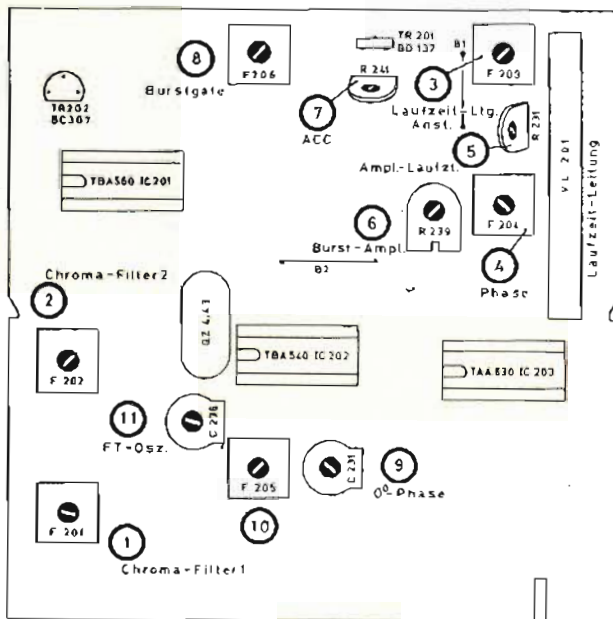 8
F 206
Burstgate
TR 201
BD 137
B1
R 241
7
ACC
3
F 203
Laufzeit-Ltg.
Anst.
5
R 231
VL 201
Laufzeit-Leitung
TR202
BC307
TBA560 IC201
Ampl.-Laufzt.
6
R 239
Burst-Ampl.
B2
F 204
4
Phase
Chroma-Filter 2
2
F 202
QZ 4,43
TBA540 IC 202
TAA 630 IC 203
11
FT-Osz.
C 236
F 205
10
C 231
9
0°-Phase
F 201
1
Chroma-Filter 1